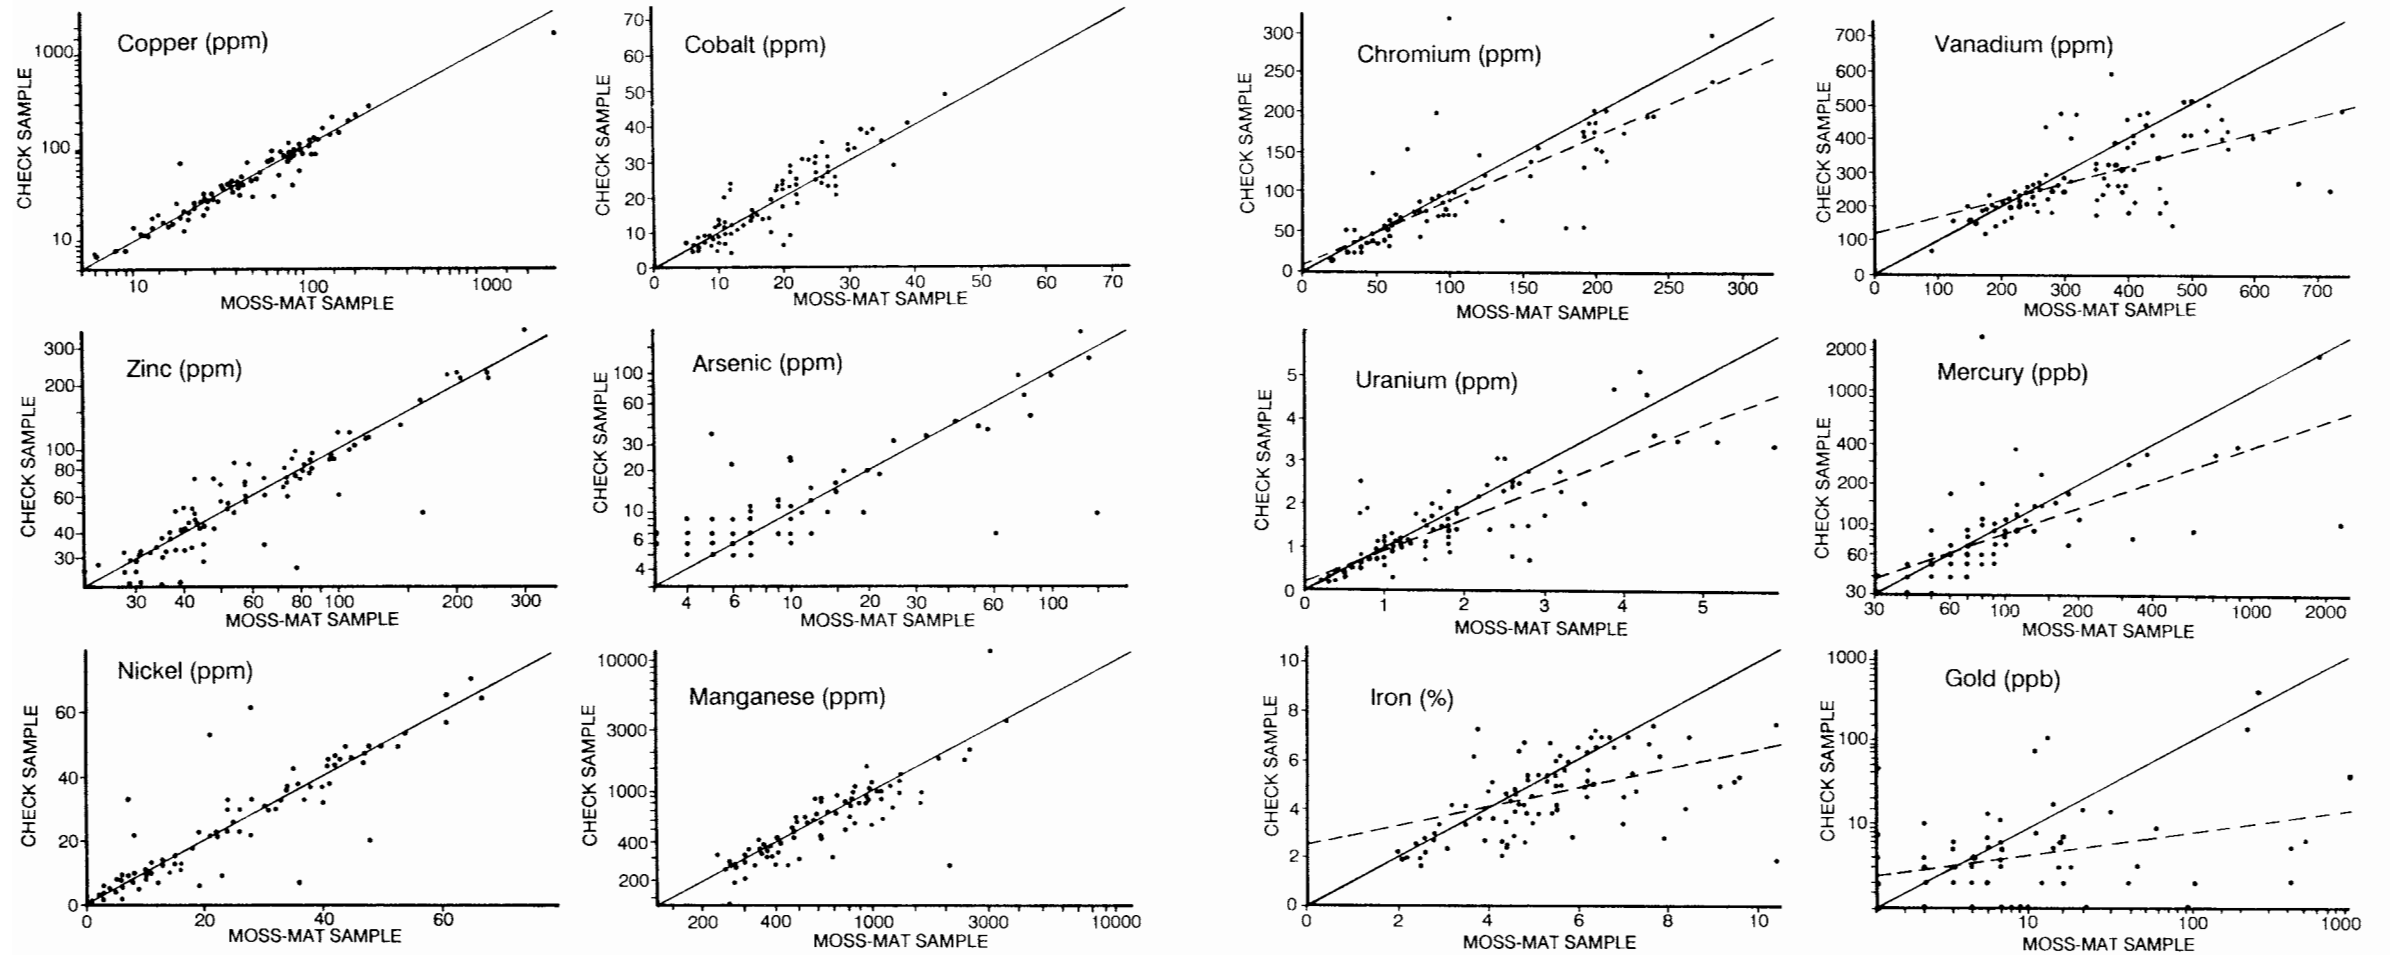 Copper (ppm)
CHECK SAMPLE
1000
100
10
10 100 1000
MOSS-MAT SAMPLE
Cobalt (ppm)
CHECK SAMPLE
70
60
50
40
30
20
10
0
0 10 20 30 40 50 60 70
MOSS-MAT SAMPLE
Chromium (ppm)
CHECK SAMPLE
300
250
200
150
100
50
0
0 50 100 150 200 250 300
MOSS-MAT SAMPLE
Vanadium (ppm)
CHECK SAMPLE
700
600
500
400
300
200
100
0
0 100 200 300 400 500 600 700
MOSS-MAT SAMPLE
Zinc (ppm)
CHECK SAMPLE
300
200
100
80
60
40
30
30 40 60 80 100 200 300
MOSS-MAT SAMPLE
Arsenic (ppm)
CHECK SAMPLE
100
60
30
20
10
6
4
4 6 10 20 30 60 100
MOSS-MAT SAMPLE
Uranium (ppm)
CHECK SAMPLE
5
4
3
2
1
0
0 1 2 3 4 5
MOSS-MAT SAMPLE
Mercury (ppb)
CHECK SAMPLE
2000
1000
400
200
100
60
30
30 60 100 200 400 1000 2000
MOSS-MAT SAMPLE
Nickel (ppm)
CHECK SAMPLE
60
40
20
0
0 20 40 60
MOSS-MAT SAMPLE
Manganese (ppm)
CHECK SAMPLE
10000
3000
1000
400
200
200 400 1000 3000 10000
MOSS-MAT SAMPLE
Iron (%)
CHECK SAMPLE
10
8
6
4
2
0
0 2 4 6 8 10
MOSS-MAT SAMPLE
Gold (ppb)
CHECK SAMPLE
1000
100
10
10 100 1000
MOSS-MAT SAMPLE